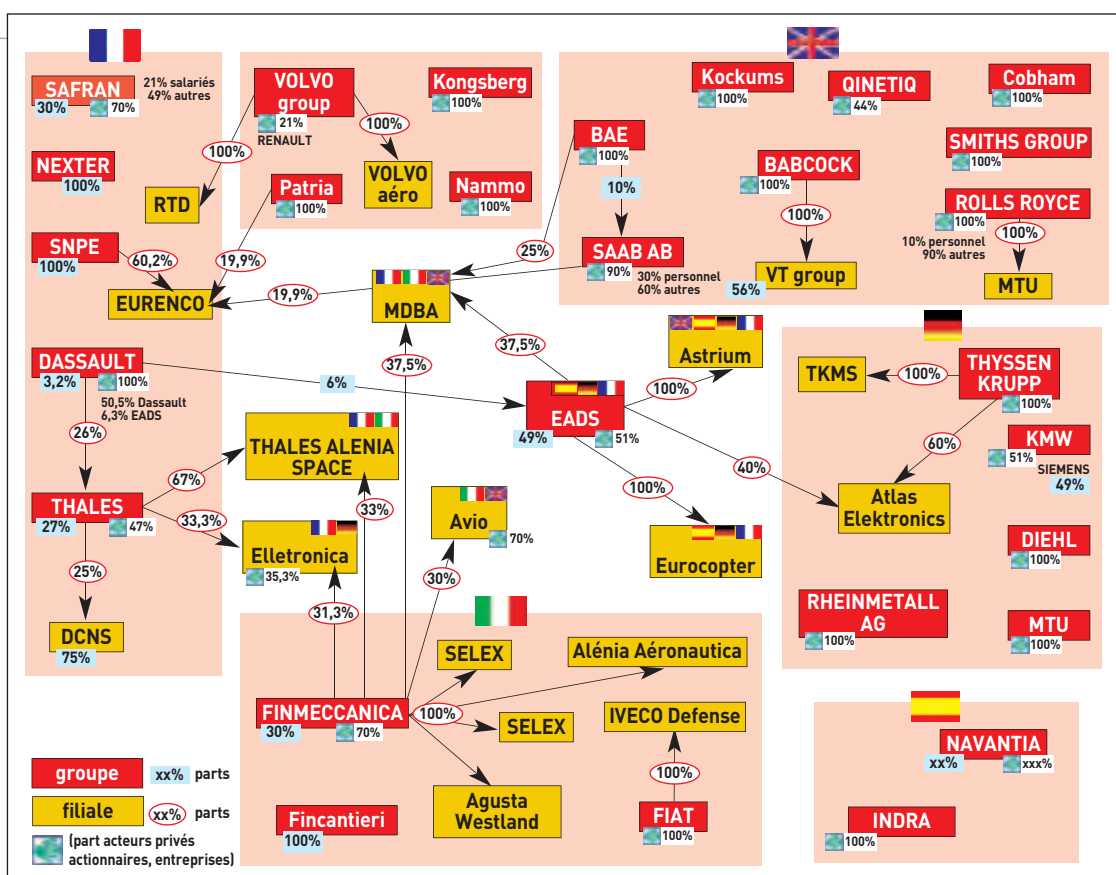 SAFRAN
30%
70%
21% salariés
49% autres
NEXTER
100%
RTD
SNPE
100%
60,2%
EURENCO
VOLVO
group
21%
RENAULT
100%
100%
VOLVO
aéro
Kongsberg
100%
Patria
100%
19,9%
Nammo
100%
19,9%
BAE
100%
10%
25%
SAAB AB
90%
30% personnel
60% autres
Kockums
100%
QINETIQ
44%
Cobham
100%
BABCOCK
100%
100%
VT group
56%
SMITHS GROUP
100%
ROLLS ROYCE
100%
10% personnel
90% autres
100%
MTU
MDBA
37,5%
37,5%
DASSAULT
3,2%
100%
50,5% Dassault
6,3% EADS
26%
6%
THALES
27%
47%
67%
33,3%
25%
DCNS
75%
THALES ALENIA
SPACE
33%
Elletronica
35,3%
31,3%
Avio
70%
30%
EADS
49%
51%
Astrium
100%
100%
Eurocopter
40%
TKMS
100%
THYSSEN
KRUPP
100%
60%
Atlas
Elektronics
KMW
51%
SIEMENS
49%
DIEHL
100%
RHEINMETALL
AG
100%
MTU
100%
FINMECCANICA
30%
70%
100%
SELEX
SELEX
Alénia Aéronautica
Agusta
Westland
IVECO Defense
100%
FIAT
100%
Fincantieri
100%
NAVANTIA
xx%
xxx%
INDRA
100%
groupe
xx% parts
filiale
xx% parts
(part acteurs privés
actionnaires, entreprises)